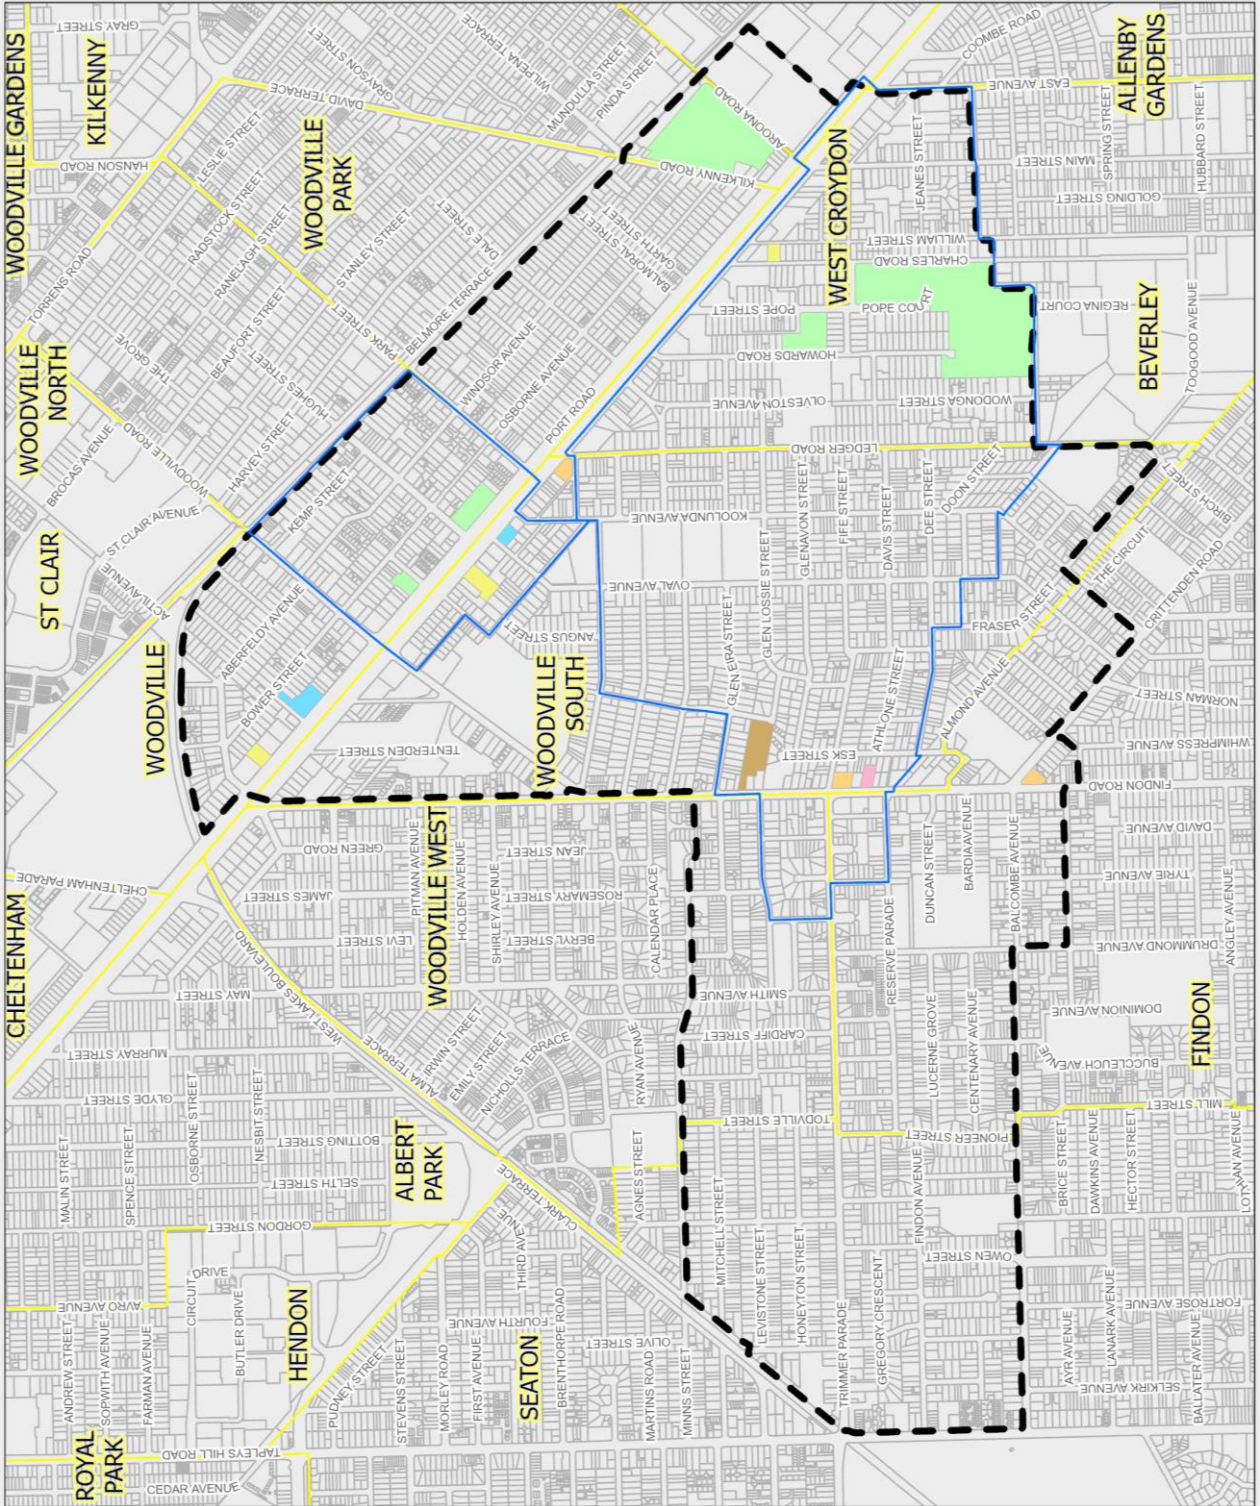 GRAY STREET
WOODVILLE GARDENS
KILKENNY
HANSON ROAD
GRAYSON STREET
DAVID TERRACE
WILPENA TERRACE
MUNDULLA STREET
PINDA STREET
AROONA ROAD
KILKENNY ROAD
COOMBE ROAD
EAST AVENUE
ALLENBY
GARDENS
LESLIE STREET
WOODVILLE
PARK
RADSTOCK STREET
RANELAGH STREET
STANLEY STREET
DALE STREET
BALMORAL STREET
GARTH STREET
WEST CROYDON
JEANES STREET
MAIN STREET
SPRING STREET
HUBBARD STREET
GOLDING STREET
WILLIAM STREET
CHARLES ROAD
TORRENS ROAD
WOODVILLE
NORTH
THE GROVE
BEAUFORT STREET
HUGHES STREET
PARK STREET
BELMORE TERRACE
WINDSOR AVENUE
OSBORNE AVENUE
POPE STREET
POPE COURT
REGINA COURT
HOWARDS ROAD
BEVERLEY
TOOGOOD AVENUE
BROCAS AVENUE
WOODVILLE ROAD
HARVEY STREET
PORT ROAD
OLVESTON AVENUE
WODONGA STREET
LEDGER ROAD
ST CLAIR
ST CLAIR AVENUE
ACTIL AVENUE
KEMP STREET
KOOLUNDA AVENUE
GLENAVON STREET
FIFE STREET
DAVIS STREET
DEE STREET
DOON STREET
BIRCH STREET
THE CIRCUIT
CRITTENDEN ROAD
OVAL AVENUE
ABERFELDY AVENUE
ANGUS STREET
GLEN EIRA STREET
GLEN LOSSIE STREET
FRASER STREET
WOODVILLE
BOWER STREET
WOODVILLE
SOUTH
ATHLONE STREET
ALMOND AVENUE
NORMAN STREET
TENTERDEN STREET
ESK STREET
WHIMPRESS AVENUE
FINDON ROAD
CHELTENHAM PARADE
GREEN ROAD
PITMAN AVENUE
WOODVILLE WEST
JEAN STREET
DUNCAN STREET
BARDIA AVENUE
BALCOMBE AVENUE
DAVID AVENUE
CHELTENHAM
JAMES STREET
HOLDEN AVENUE
SHIRLEY AVENUE
ROSEMARY STREET
CALENDAR PLACE
TYRIE AVENUE
LEVI STREET
BERYL STREET
RESERVE PARADE
DRUMMOND AVENUE
ANGLEY AVENUE
MAY STREET
WEST LAKES BOULEVARD
SMITH AVENUE
DOMINION AVENUE
FINDON
MURRAY STREET
ALMA TERRACE
IRWIN STREET
EMILY STREET
NICHOLLS TERRACE
RYAN AVENUE
CARDIFF STREET
LUCERNE GROVE
CENTENARY AVENUE
BUCCLEUCH AVENUE
GLYDE STREET
OSBORNE STREET
NESBIT STREET
TODVILLE STREET
PIONEER STREET
MILL STREET
MALIN STREET
SPENCE STREET
BOTTING STREET
SELTH STREET
ALBERT
PARK
CLARK TERRACE
AGNES STREET
BRICE STREET
DAWKINS AVENUE
HECTOR STREET
LOTHIAN AVENUE
GORDON STREET
THIRD AVENUE
MITCHELL STREET
FINDON AVENUE
OWEN STREET
AVRO AVENUE
CIRCUIT
DRIVE
BUTLER DRIVE
HENDON
FOURTH AVENUE
LEVISTONE STREET
HONEYTON STREET
FORTROSE AVENUE
ANDREW STREET
SOPWITH AVENUE
FARMAN AVENUE
PUDNEY STREET
OLIVE STREET
TRIMMER PARADE
GREGORY CRESCENT
AYR AVENUE
LANARK AVENUE
SELKIRK AVENUE
BALLATER AVENUE
ROYAL
PARK
TAPLEYS HILL ROAD
CEDAR AVENUE
STEVENS STREET
MORLEY ROAD
FIRST AVENUE
SEATON
BRENTHORPE ROAD
MARTINS ROAD
MINNS STREET